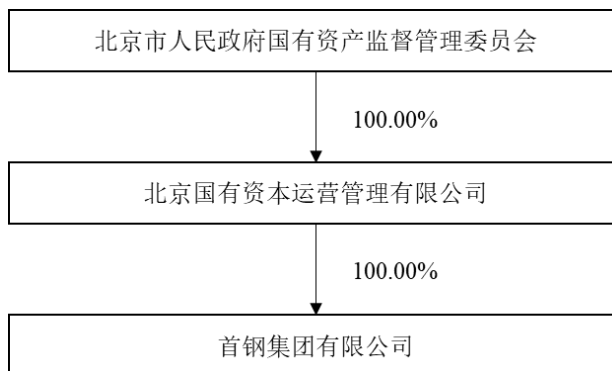 北京市人民政府国有资产监督管理委员会
100.00%
北京国有资本运营管理有限公司
100.00%
首钢集团有限公司